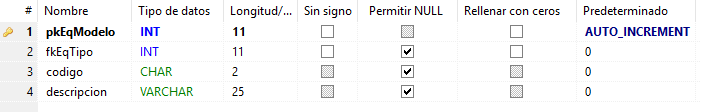 # Nombre Tipo de datos Longitud/... Sin signo Permitir NULL Rellenar con ceros Predeterminado
1 pkEqModelo INT 11 AUTO_INCREMENT
2 fkEqTipo INT 11 0
3 codigo CHAR 2 0
4 descripcion VARCHAR 25 0